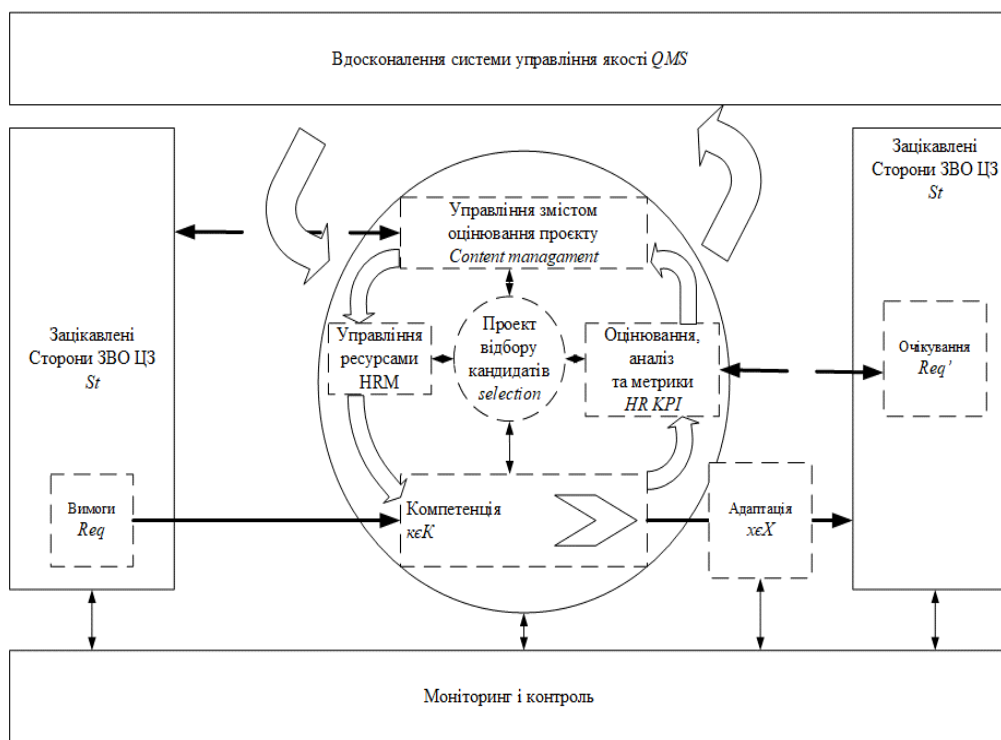 Вдосконалення системи управління якості QMS
Зацікавлені
Сторони ЗВО ЦЗ
St
Управління змістом
оцінювання проєкту
Content managament
Зацікавлені
Сторони ЗВО ЦЗ
St
Управління
ресурсами
HRM
Проект
відбору
кандидатів
selection
Оцінювання,
аналіз
та метрики
HR KPI
Очікування
Req’
Вимоги
Req
Компетенція
кєК
Адаптація
хєХ
Моніторинг і контроль